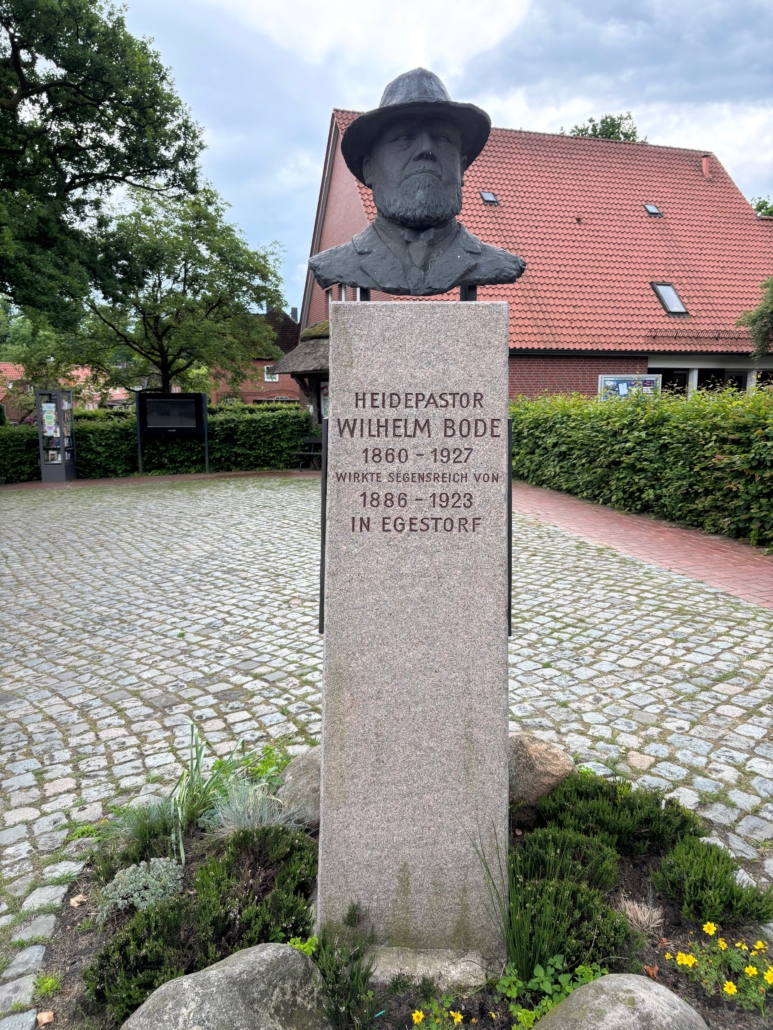 HEIDEPASTOR
WILHELM BODE
1860 - 1927
WIRKTE SEGENSREICH VON
1886 - 1923
IN EGESTORF